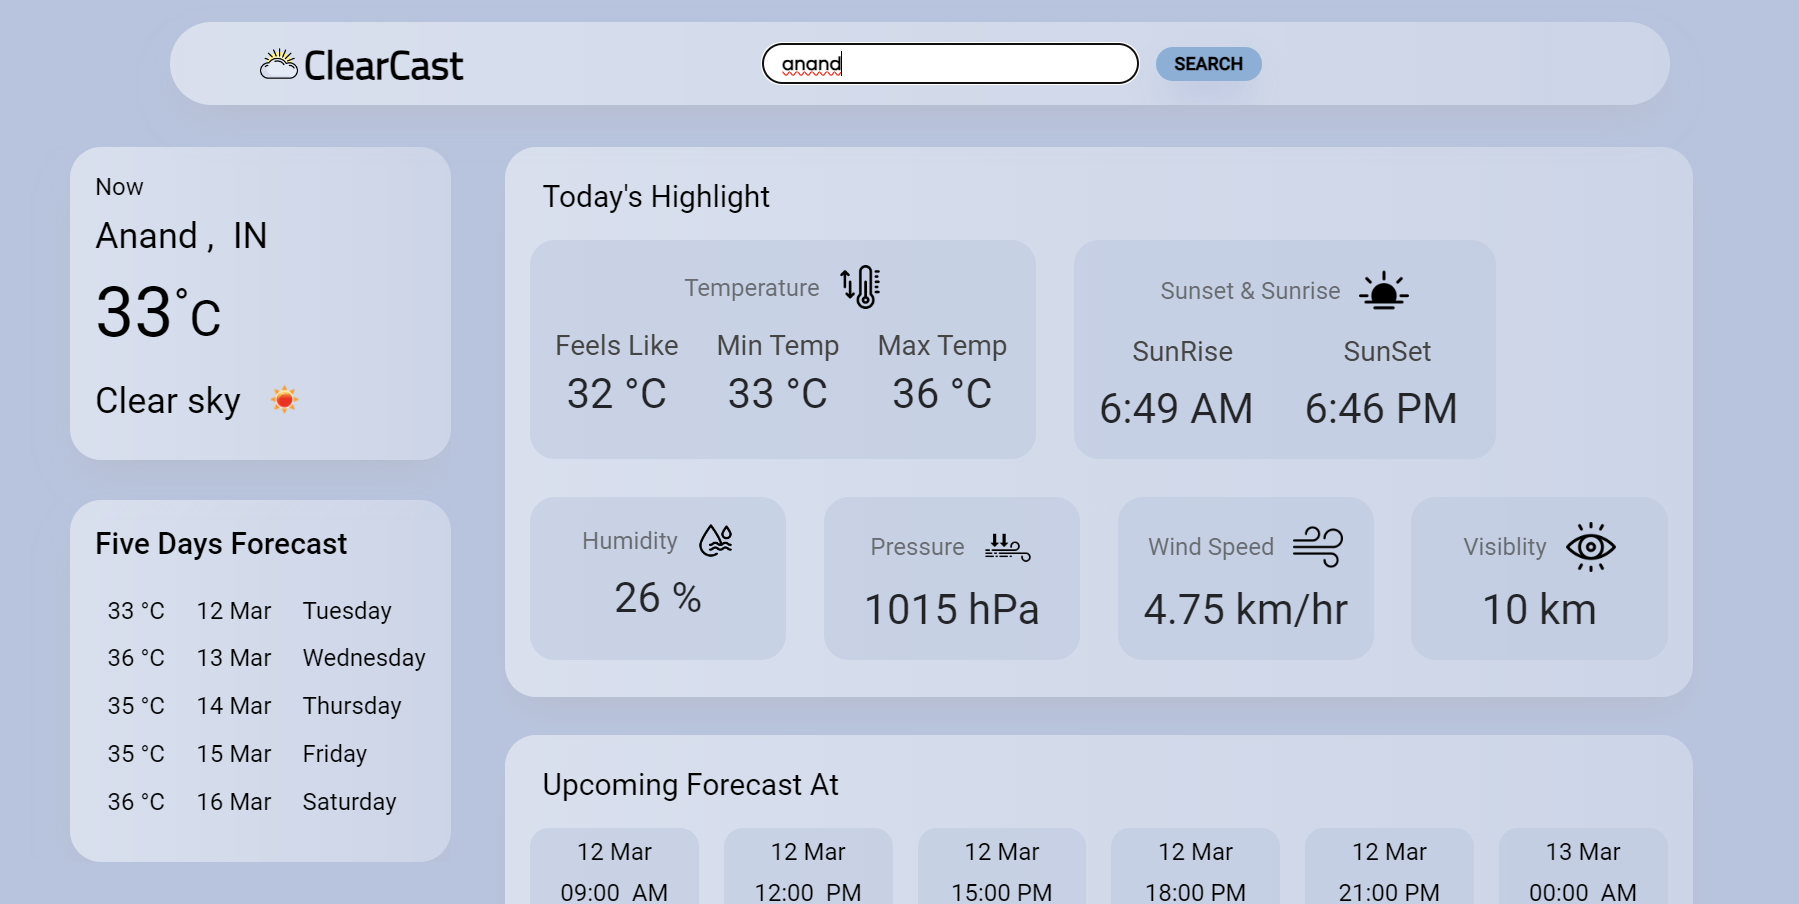 ClearCast
anand
SEARCH
Now
Anand , IN
33°C
Clear sky
Five Days Forecast
33 °C 12 Mar Tuesday
36 °C 13 Mar Wednesday
35 °C 14 Mar Thursday
35 °C 15 Mar Friday
36 °C 16 Mar Saturday
Today's Highlight
Temperature
Feels Like Min Temp Max Temp
32 °C 33 °C 36 °C
Sunset & Sunrise
SunRise SunSet
6:49 AM 6:46 PM
Humidity
26 %
Pressure
1015 hPa
Wind Speed
4.75 km/hr
Visiblity
10 km
Upcoming Forecast At
12 Mar 12 Mar 12 Mar 12 Mar 12 Mar 13 Mar
09:00 AM 12:00 PM 15:00 PM 18:00 PM 21:00 PM 00:00 AM